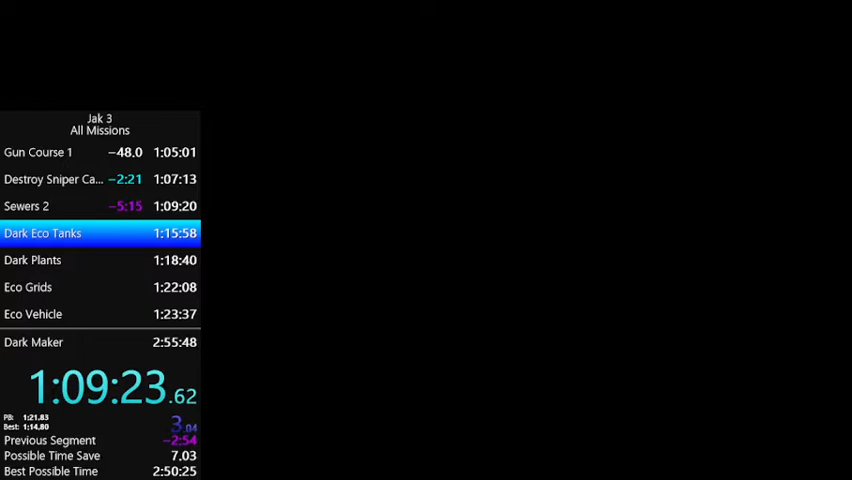 Jak 3
All Missions
Gun Course 1 −48.0 1:05:01
Destroy Sniper Ca... −2:21 1:07:13
Sewers 2 −5:15 1:09:20
Dark Eco Tanks 1:15:58
Dark Plants 1:18:40
Eco Grids 1:22:08
Eco Vehicle 1:23:37
Dark Maker 2:55:48
1:09:23.62
PB: 1:21.83
Best: 1:14.80 3.04
Previous Segment −2:54
Possible Time Save 7.03
Best Possible Time 2:50:25